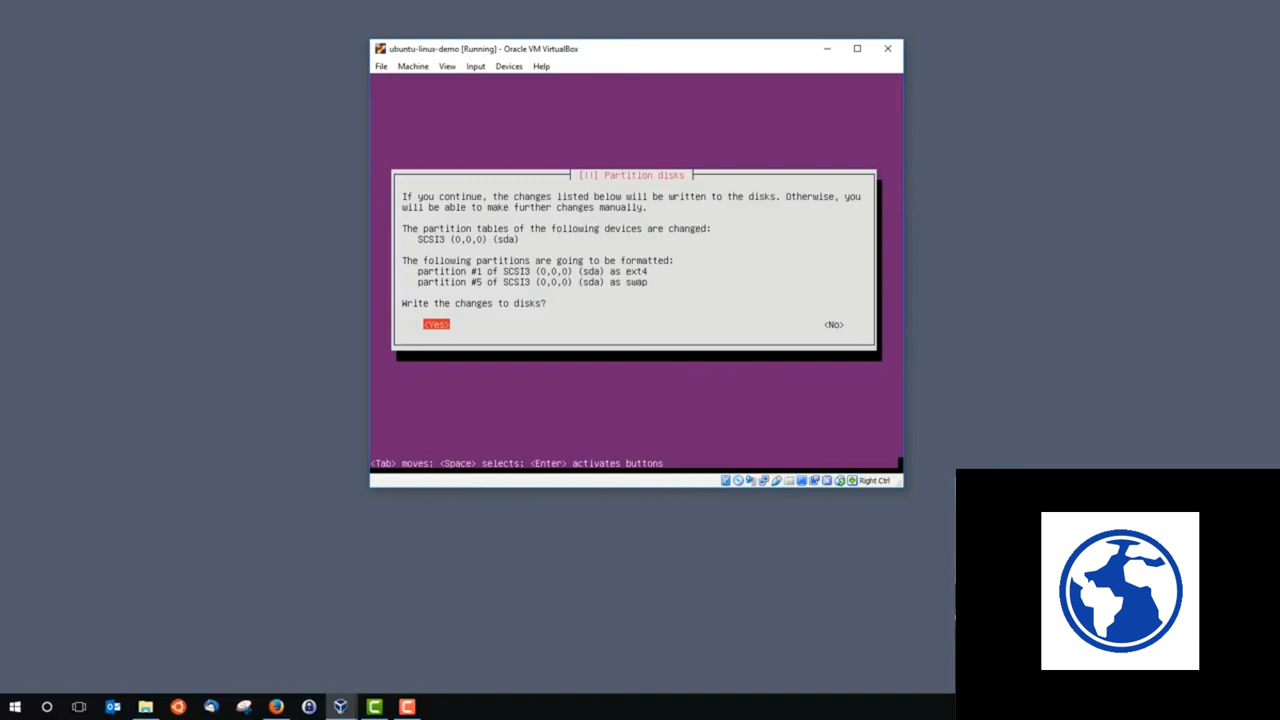 ubuntu-linux-demo [Running] - Oracle VM VirtualBox
File Machine View Input Devices Help
[!!] Partition disks
If you continue, the changes listed below will be written to the disks. Otherwise, you
will be able to make further changes manually.
The partition tables of the following devices are changed:
SCSI3 (0,0,0) (sda)
The following partitions are going to be formatted:
partition #1 of SCSI3 (0,0,0) (sda) as ext4
partition #5 of SCSI3 (0,0,0) (sda) as swap
Write the changes to disks?
<Yes> <No>
<Tab> moves; <Space> selects; <Enter> activates buttons
Right Ctrl